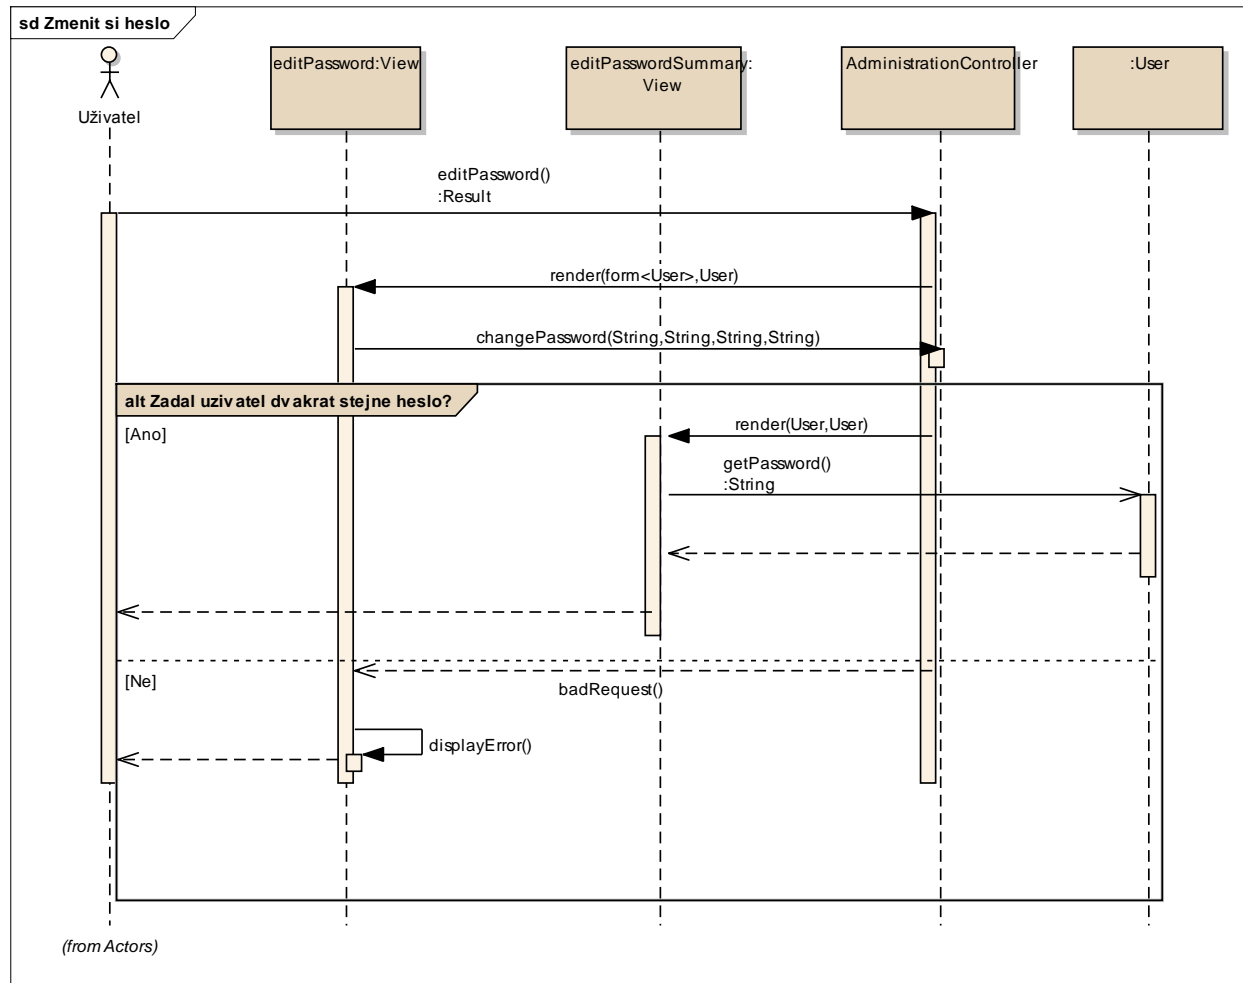 sd Zmenit si heslo
Uživatel
editPassword:View
editPasswordSummary:
View
AdministrationController
:User
editPassword()
:Result
render(form<User>,User)
changePassword(String,String,String,String)
alt Zadal uzivatel dvakrat stejne heslo?
[Ano]
render(User,User)
getPassword()
:String
[Ne]
badRequest()
displayError()
(from Actors)